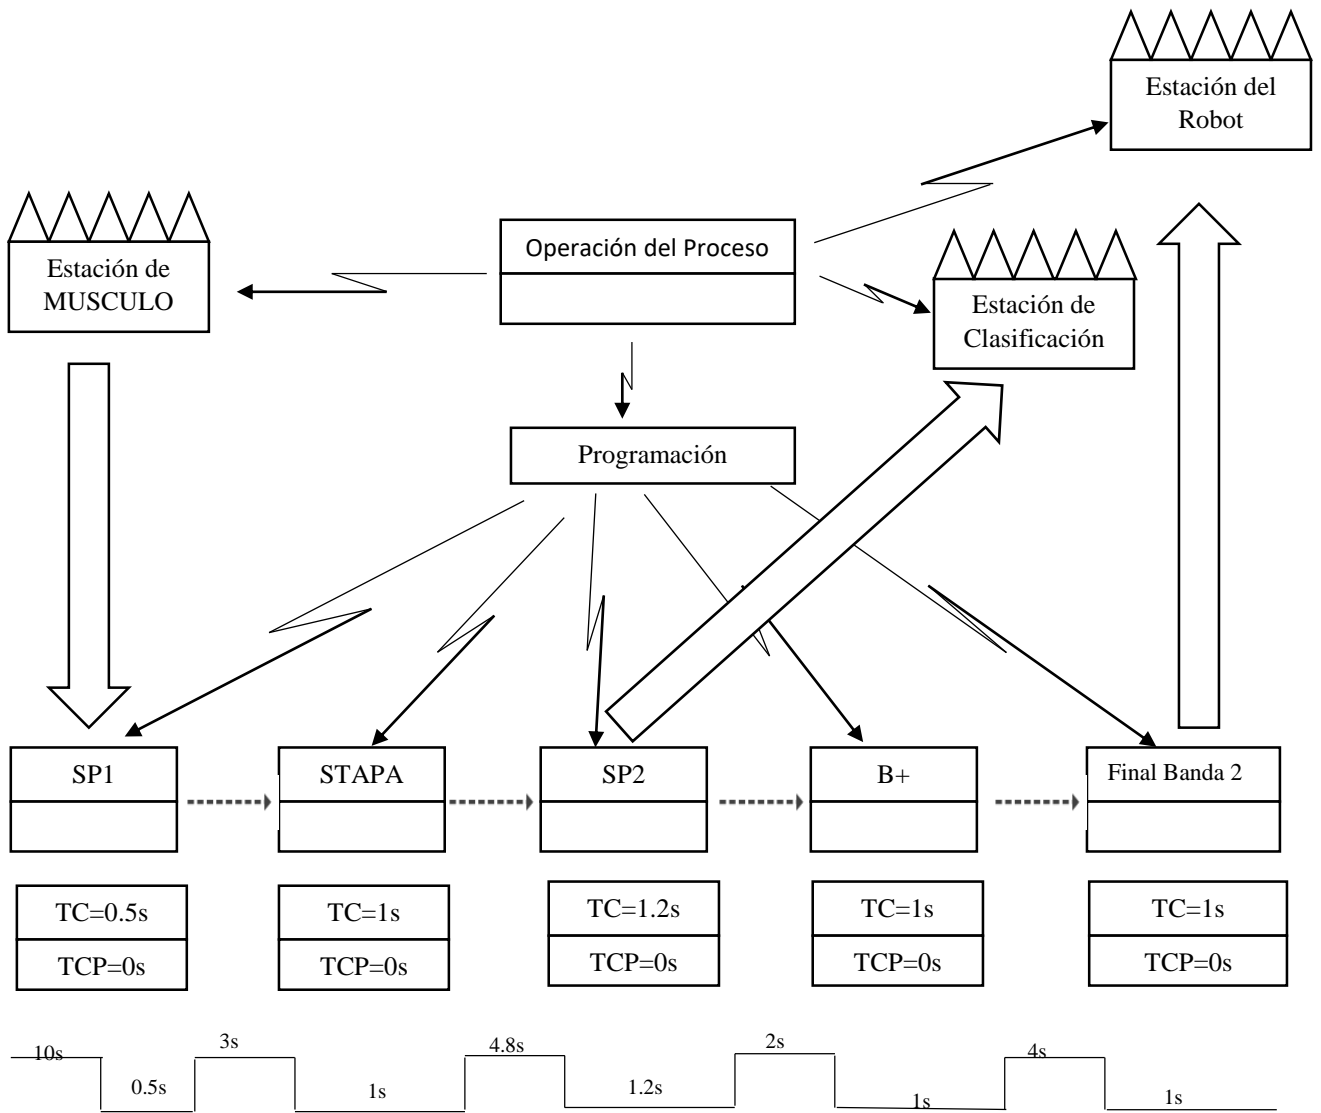 Estación del
Robot
Estación de
MUSCULO
Operación del Proceso
Estación de
Clasificación
Programación
SP1
STAPA
SP2
B+
Final Banda 2
TC=0.5s
TC=1s
TC=1.2s
TC=1s
TC=1s
TCP=0s
TCP=0s
TCP=0s
TCP=0s
TCP=0s
10s
3s
4.8s
2s
4s
0.5s
1s
1.2s
1s
1s